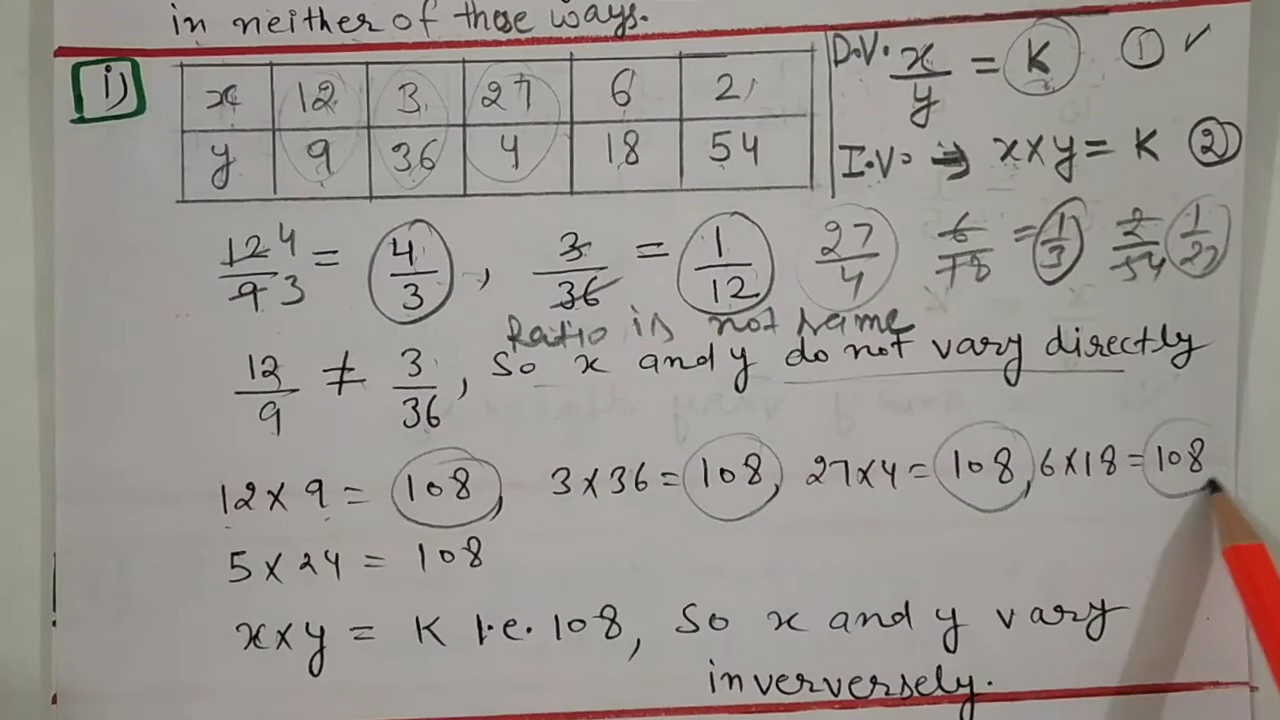 in neither of these ways.
i)
x 12 3 27 6 2
y 9 36 4 18 54
D.V. x/y = K ① ✓
I.V. ⇒ x×y = K ②
12/9 4/3 = 4/3, 3/36 = 1/12 27/4 6/18 = 1/3 2/54 1/27
Ratio is not same
12/9 ≠ 3/36, So x and y do not vary directly
12 × 9 = 108, 3 × 36 = 108, 27×4 = 108, 6×18 = 108
5 × 24 = 108
x×y = K i.e. 108, So x and y vary
inverversely.